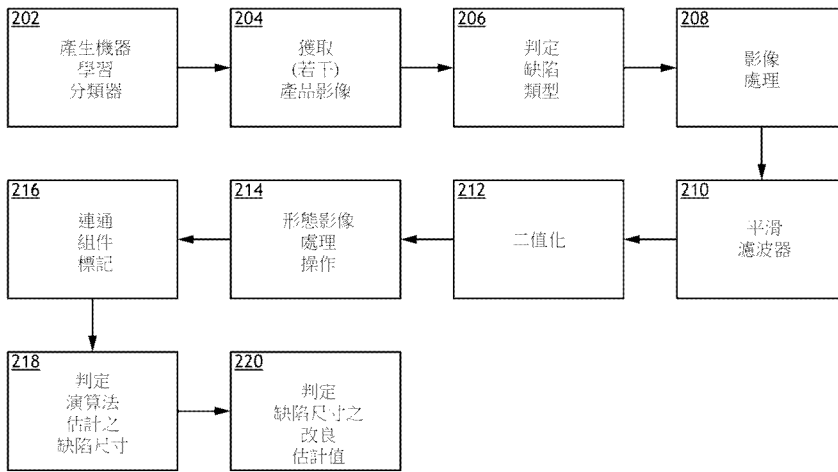 202
產生機器
學習
分類器
204
獲取
(若干)
產品影像
206
判定
缺陷
類型
208
影像
處理
210
平滑
濾波器
212
二值化
214
形態影像
處理
操作
216
連通
組件
標記
218
判定
演算法
估計之
缺陷尺寸
220
判定
缺陷尺寸之
改良
估計值